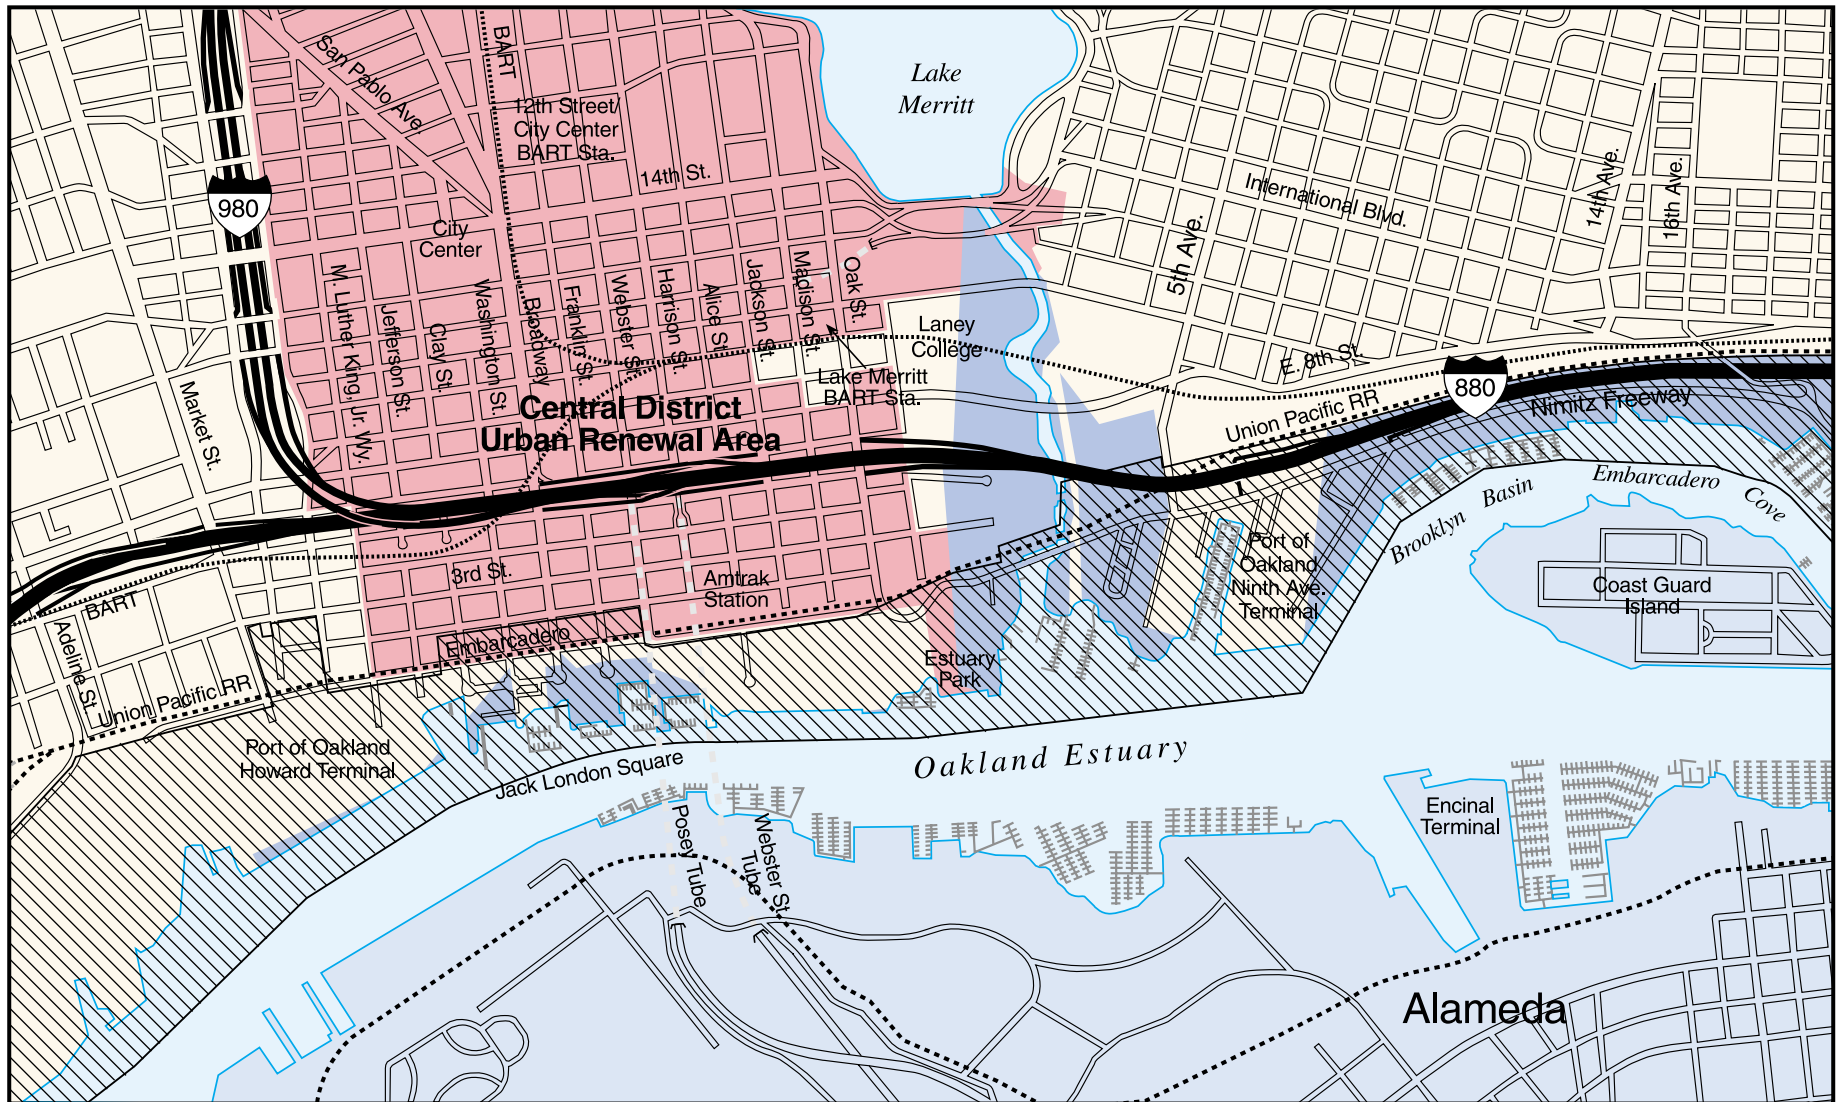 San Pablo Ave.
BART
12th Street/
City Center
BART Sta.
Lake
Merritt
14th St.
980
City
Center
International Blvd.
5th Ave.
14th Ave.
16th Ave.
M. Luther King, Jr. Wy.
Jefferson St.
Clay St.
Washington St.
Broadway
Franklin St.
Webster St.
Harrison St.
Alice St.
Jackson St.
Madison St.
Oak St.
Laney
College
Lake Merritt
BART Sta.
E. 8th St.
880
Nimitz Freeway
Union Pacific RR
Market St.
Central District
Urban Renewal Area
Brooklyn Basin
Embarcadero Cove
Coast Guard
Island
Port of
Oakland
Ninth Ave.
Terminal
3rd St.
Amtrak
Station
BART
Adeline St.
Embarcadero
Estuary
Park
Union Pacific RR
Port of Oakland
Howard Terminal
Jack London Square
Oakland Estuary
Posey Tube
Webster St.
Tube
Encinal
Terminal
Alameda